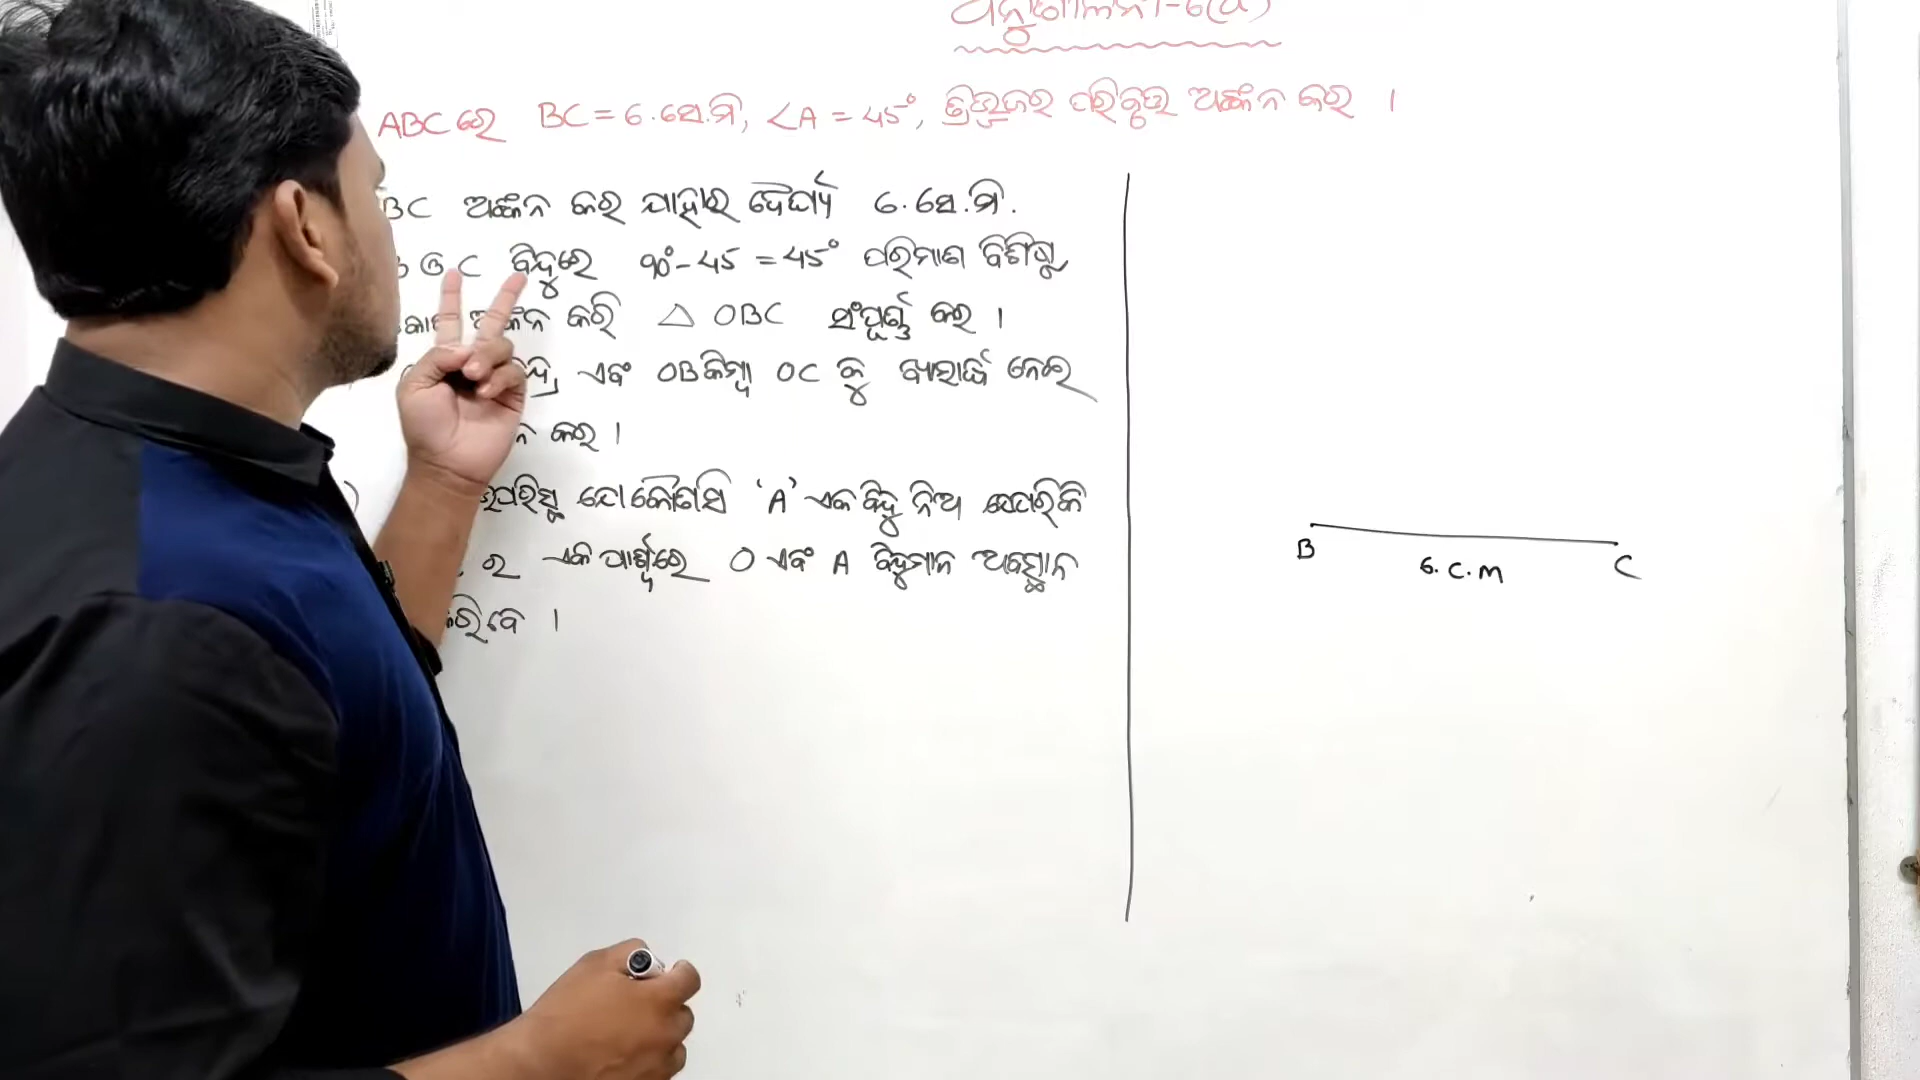 ABC ରେ BC = 6.ସେ.ମି, ∠A = 45°, ତ୍ରିଭୁଜର ପରିବୃତ୍ତ ଅଙ୍କନ କର ।
BC ଅଙ୍କନ କର ଯାହାର ଦୈର୍ଘ୍ୟ 6.ସେ.ମି.
ଓ C ବିନ୍ଦୁରେ 90°-45 = 45° ପରିମାଣ ବିଶିଷ୍ଟ
କରି △ OBC ସଂପୂର୍ଣ୍ଣ କର ।
ଏବଂ OB କିମ୍ବା OC କୁ ବ୍ୟାସାର୍ଦ୍ଧ ନେଇ
କର ।
ଯେକୌଣସି 'A' ଏକ ବିନ୍ଦୁ ନିଅ ଯେପରିକି
ର ଏକ ପାର୍ଶ୍ୱରେ O ଏବଂ A ବିନ୍ଦୁମାନ ଅବସ୍ଥାନ
କରିବେ ।
B C
6.C.M